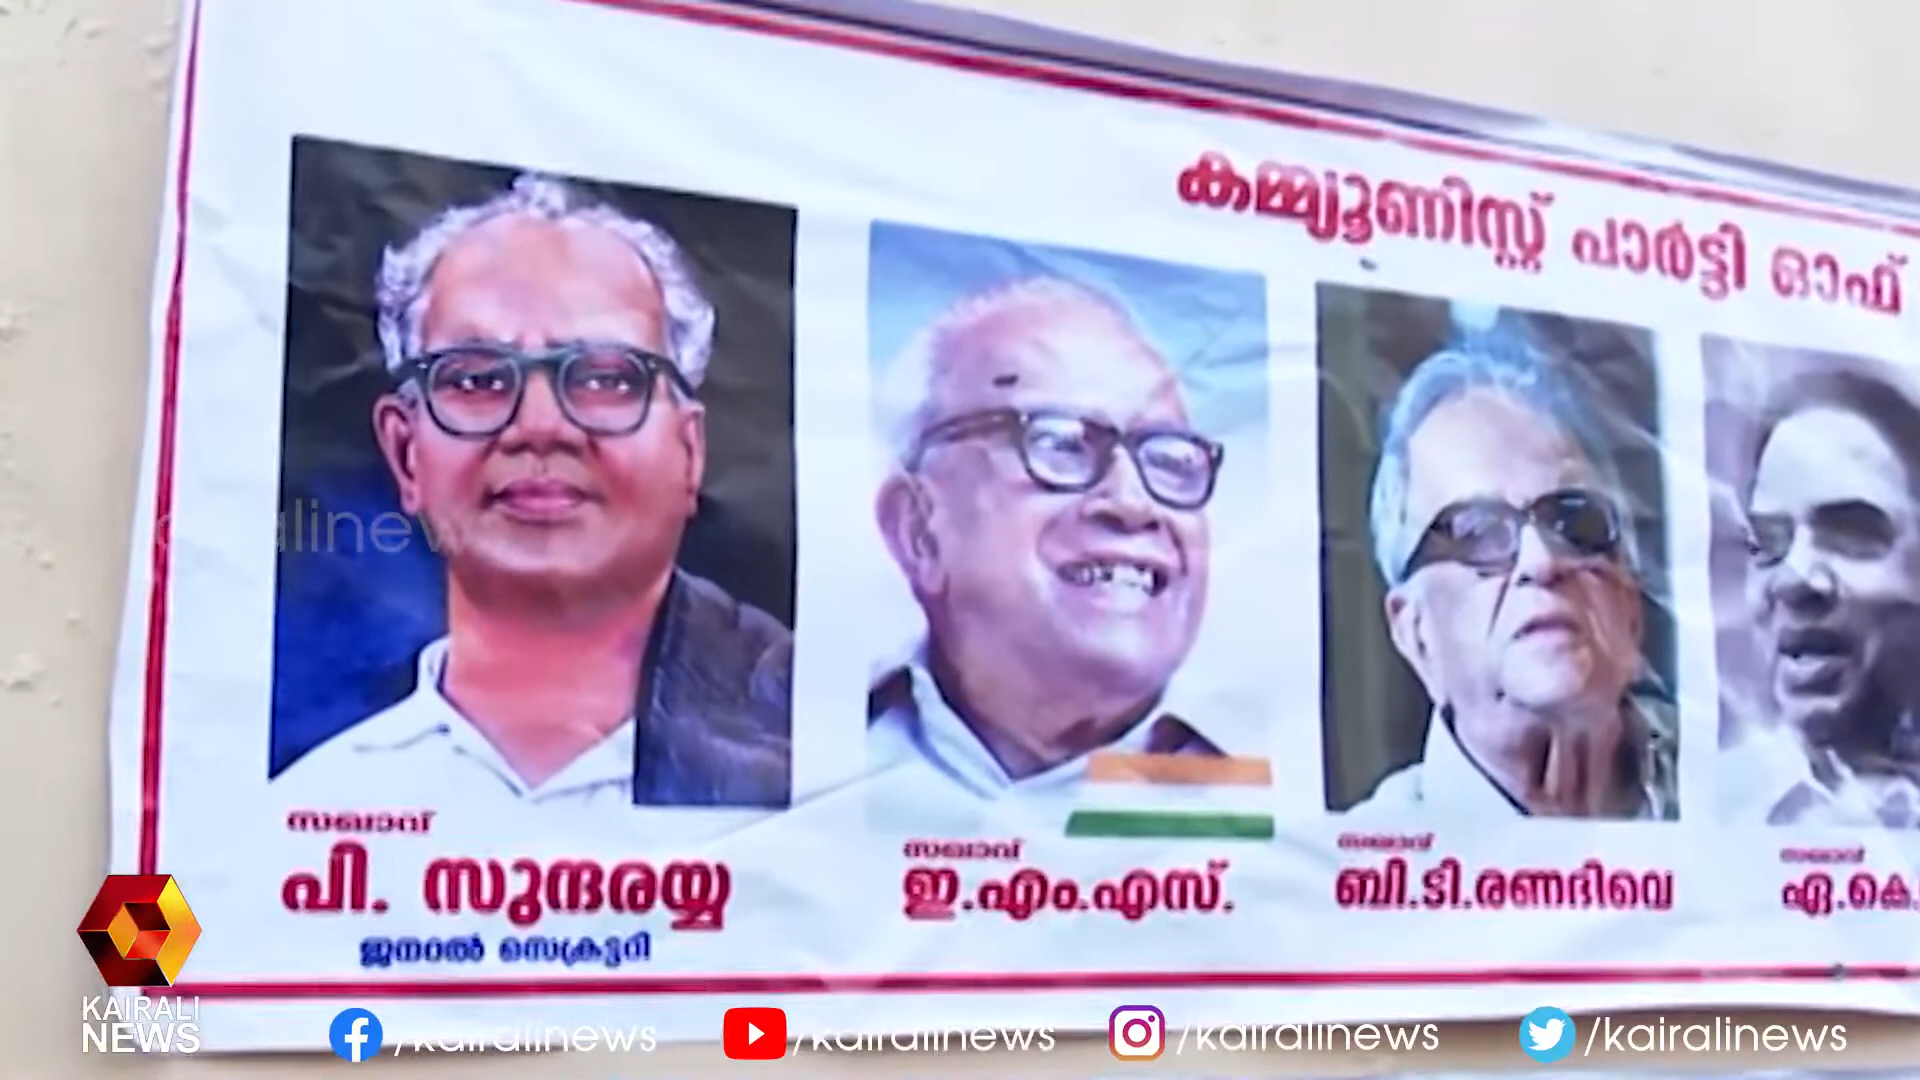 കമ്മ്യൂണിസ്റ്റ് പാർട്ടി ഓഫ്
സഖാവ്
പി. സുന്ദരയ്യ
ജനറൽ സെക്രട്ടറി
സഖാവ്
ഇ.എം.എസ്.
സഖാവ്
ബി.ടി.രണദിവെ
സഖാവ്
ഏ.കെ.
kairalinews
KAIRALI
NEWS
/kairalinews
/kairalinews
/kairalinews
/kairalinews